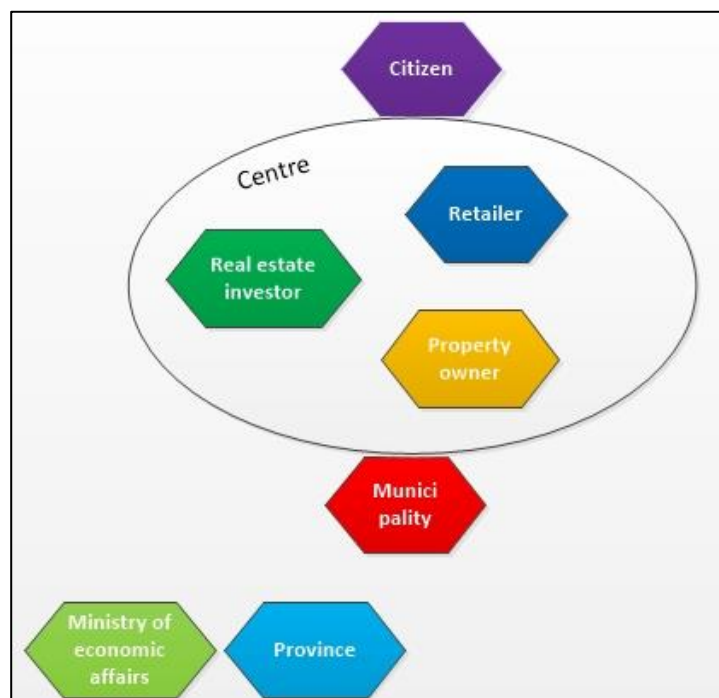 Citizen
Centre
Retailer
Real estate
investor
Property
owner
Munici
pality
Ministry of
economic
affairs
Province